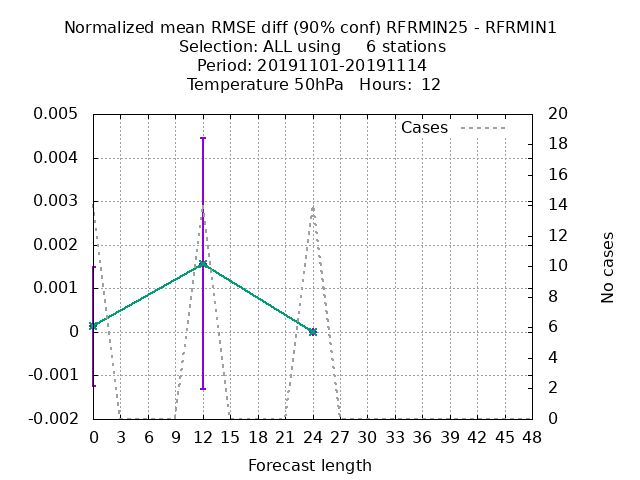 Normalized mean RMSE diff (90% conf) RFRMIN25 - RFRMIN1
Selection: ALL using     6 stations
Period: 20191101-20191114
Temperature 50hPa   Hours:  12
0.005
0.004
0.003
0.002
0.001
0
-0.001
-0.002
Cases
20
18
16
14
12
10
8
6
4
2
0
No cases
0 3 6 9 12 15 18 21 24 27 30 33 36 39 42 45 48
Forecast length